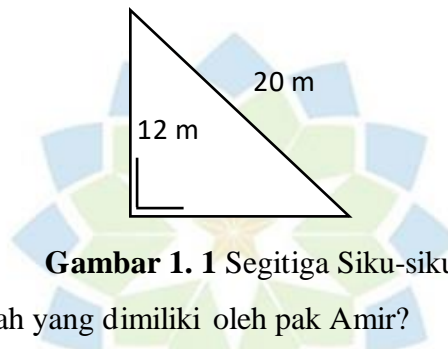 20 m
12 m
Gambar 1. 1 Segitiga Siku-siku
ah yang dimiliki oleh pak Amir?